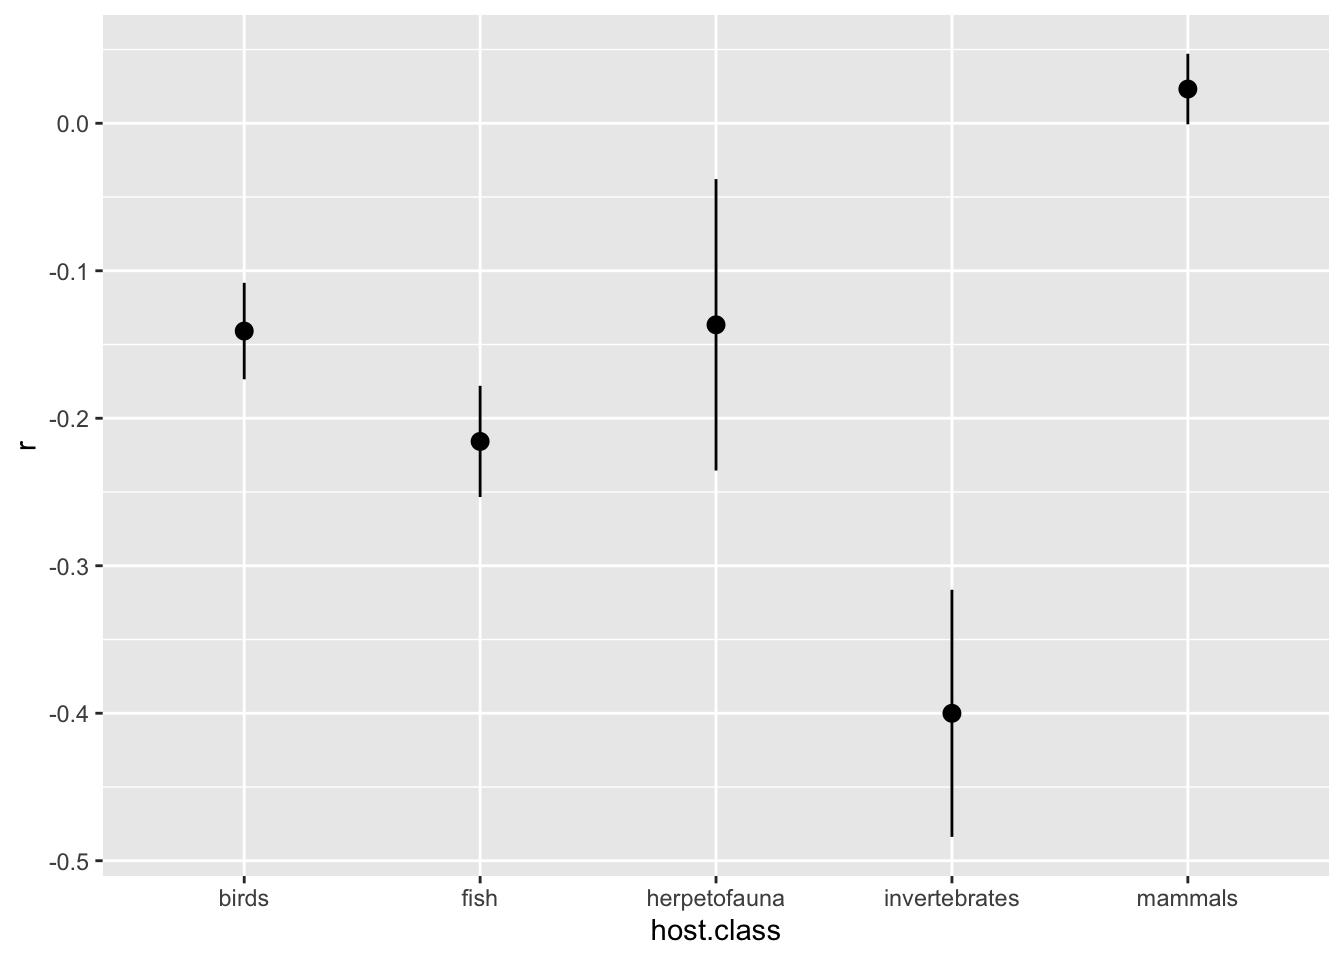 r
0.0
-0.1
-0.2
-0.3
-0.4
-0.5
birds fish herpetofauna invertebrates mammals
host.class